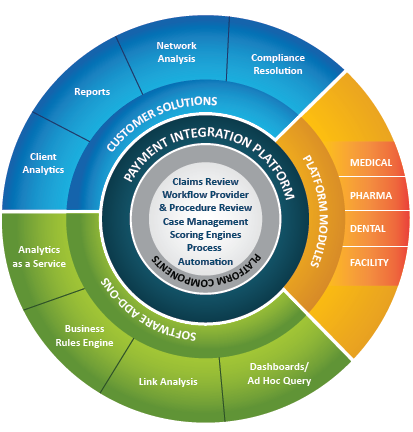 Network
Analysis
Compliance
Resolution
Reports
Client
Analytics
CUSTOMER SOLUTIONS
PAYMENT INTEGRATION PLATFORM
Claims Review
Workflow Provider
& Procedure Review
Case Management
Scoring Engines
Process
Automation
PLATFORM COMPONENTS
PLATFORM MODULES
MEDICAL
PHARMA
DENTAL
FACILITY
SOFTWARE ADD-ONS
Analytics
as a Service
Business
Rules Engine
Link Analysis
Dashboards/
Ad Hoc Query